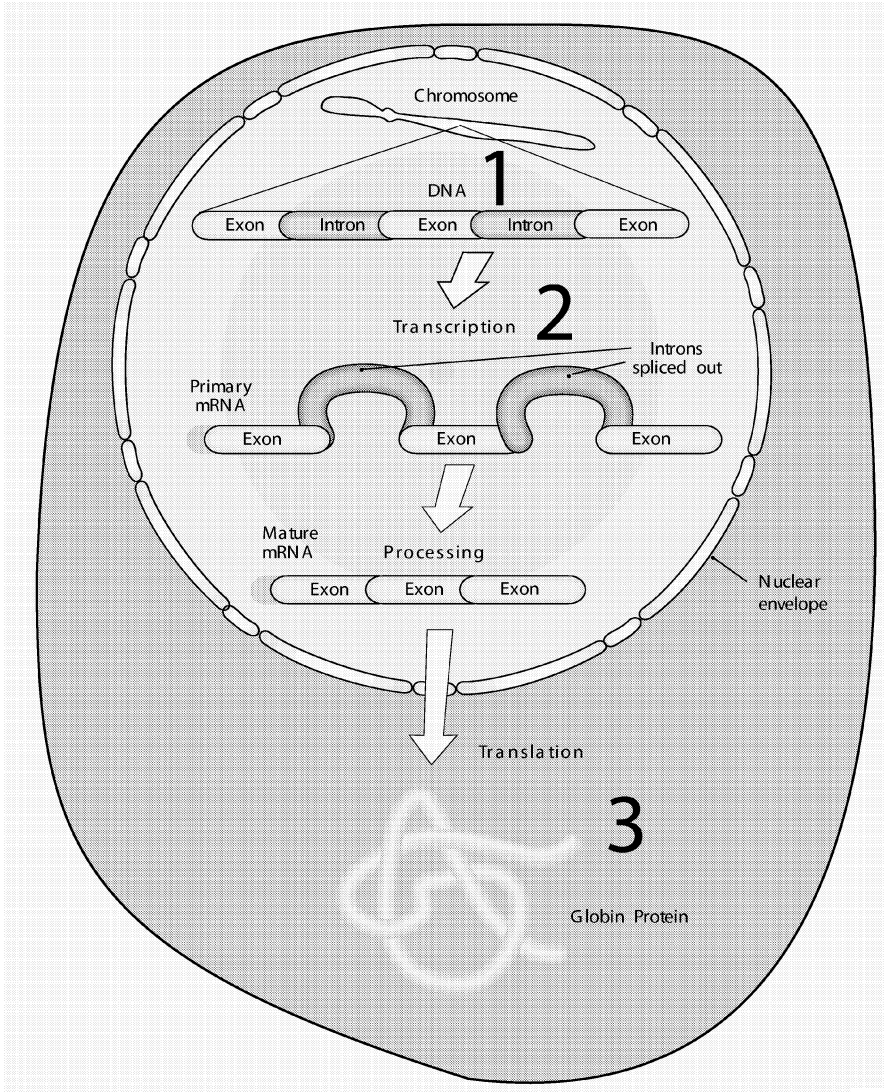 Chromosome
1
DNA
Exon Intron Exon Intron Exon
Transcription
2
Introns
spliced out
Primary
mRNA
Exon Exon Exon
Mature
mRNA
Processing
Exon Exon Exon
Nuclear
envelope
Translation
3
Globin Protein